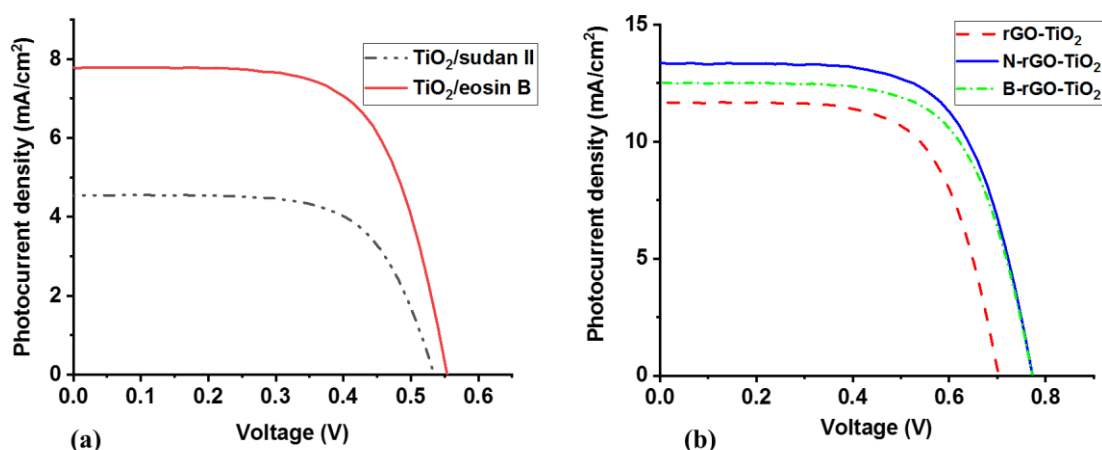 Photocurrent density (mA/cm²)
8
6
4
2
0
TiO₂/sudan II
TiO₂/eosin B
0.0 0.1 0.2 0.3 0.4 0.5 0.6
Voltage (V)
(a)
Photocurrent density (mA/cm²)
15
10
5
0
rGO-TiO₂
N-rGO-TiO₂
B-rGO-TiO₂
0.0 0.2 0.4 0.6 0.8
Voltage (V)
(b)